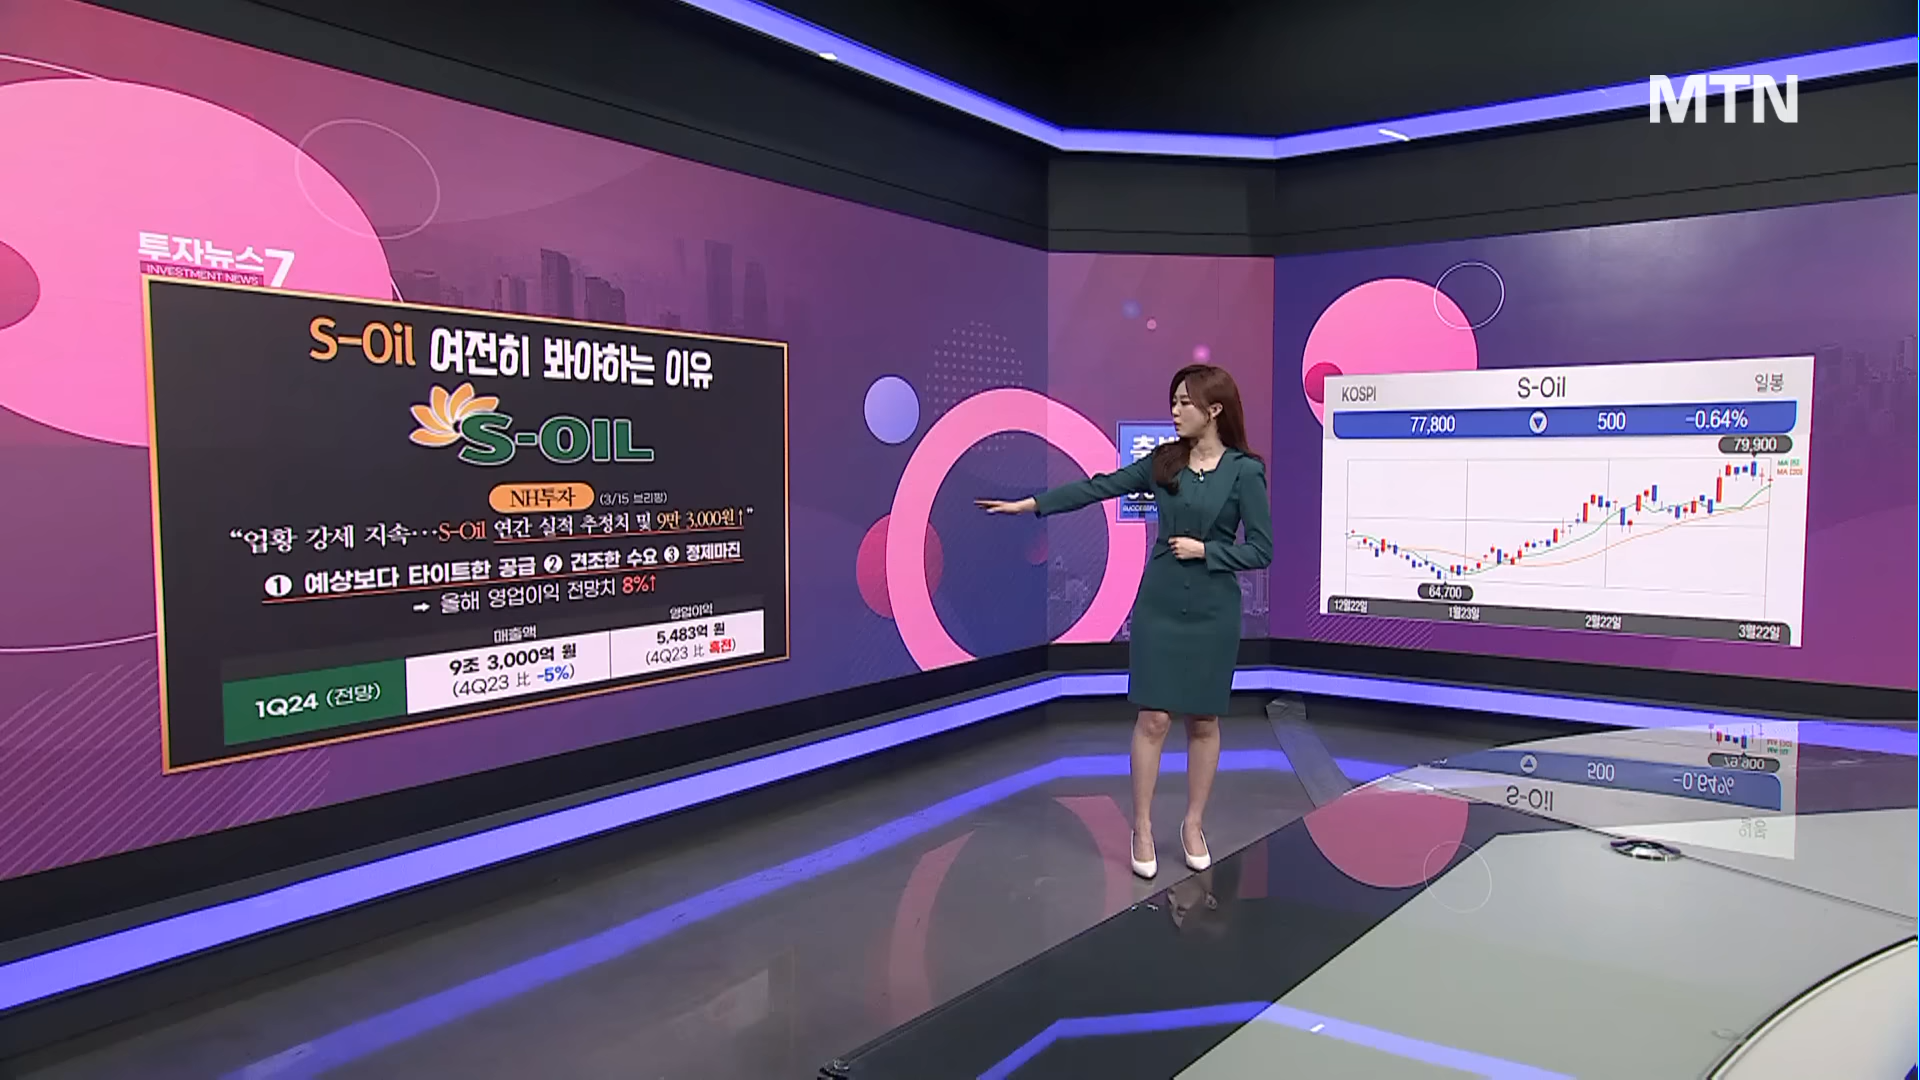 MTN
투자뉴스7
INVESTMENT NEWS
S-Oil 여전히 봐야하는 이유
S-OIL
NH투자 (3/15 브리핑)
“업황 강세 지속…S-Oil 연간 실적 추정치 및 9만 3,000원↑”
① 예상보다 타이트한 공급 ② 견조한 수요 ③ 정제마진
➡ 올해 영업이익 전망치 8%↑
매출액 영업이익
1Q24 (전망)
9조 3,000억 원
(4Q23 比 -5%)
5,483억 원
(4Q23 比 흑전)
KOSPI S-Oil 일봉
77,800 ▼ 500 -0.64%
79,900
64,700
12월22일 1월23일 2월22일 3월22일